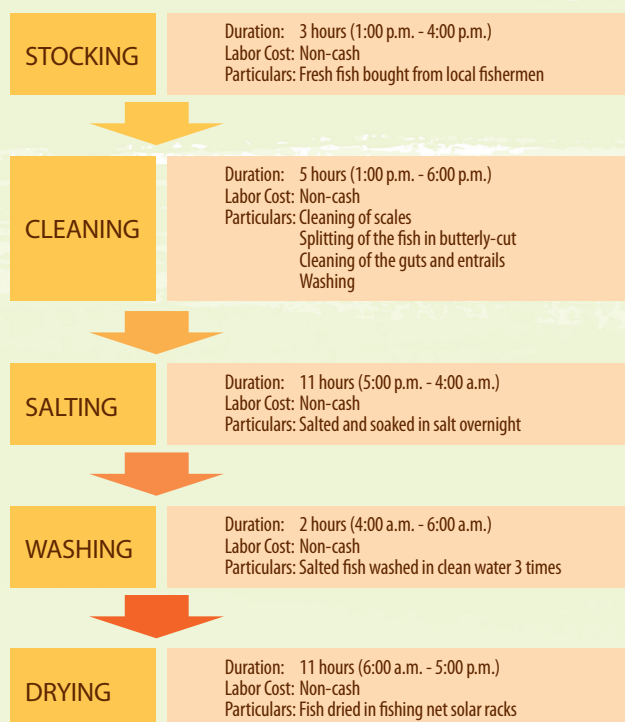 STOCKING
Duration: 3 hours (1:00 p.m. - 4:00 p.m.)
Labor Cost: Non-cash
Particulars: Fresh fish bought from local fishermen
CLEANING
Duration: 5 hours (1:00 p.m. - 6:00 p.m.)
Labor Cost: Non-cash
Particulars: Cleaning of scales
Splitting of the fish in butterly-cut
Cleaning of the guts and entrails
Washing
SALTING
Duration: 11 hours (5:00 p.m. - 4:00 a.m.)
Labor Cost: Non-cash
Particulars: Salted and soaked in salt overnight
WASHING
Duration: 2 hours (4:00 a.m. - 6:00 a.m.)
Labor Cost: Non-cash
Particulars: Salted fish washed in clean water 3 times
DRYING
Duration: 11 hours (6:00 a.m. - 5:00 p.m.)
Labor Cost: Non-cash
Particulars: Fish dried in fishing net solar racks